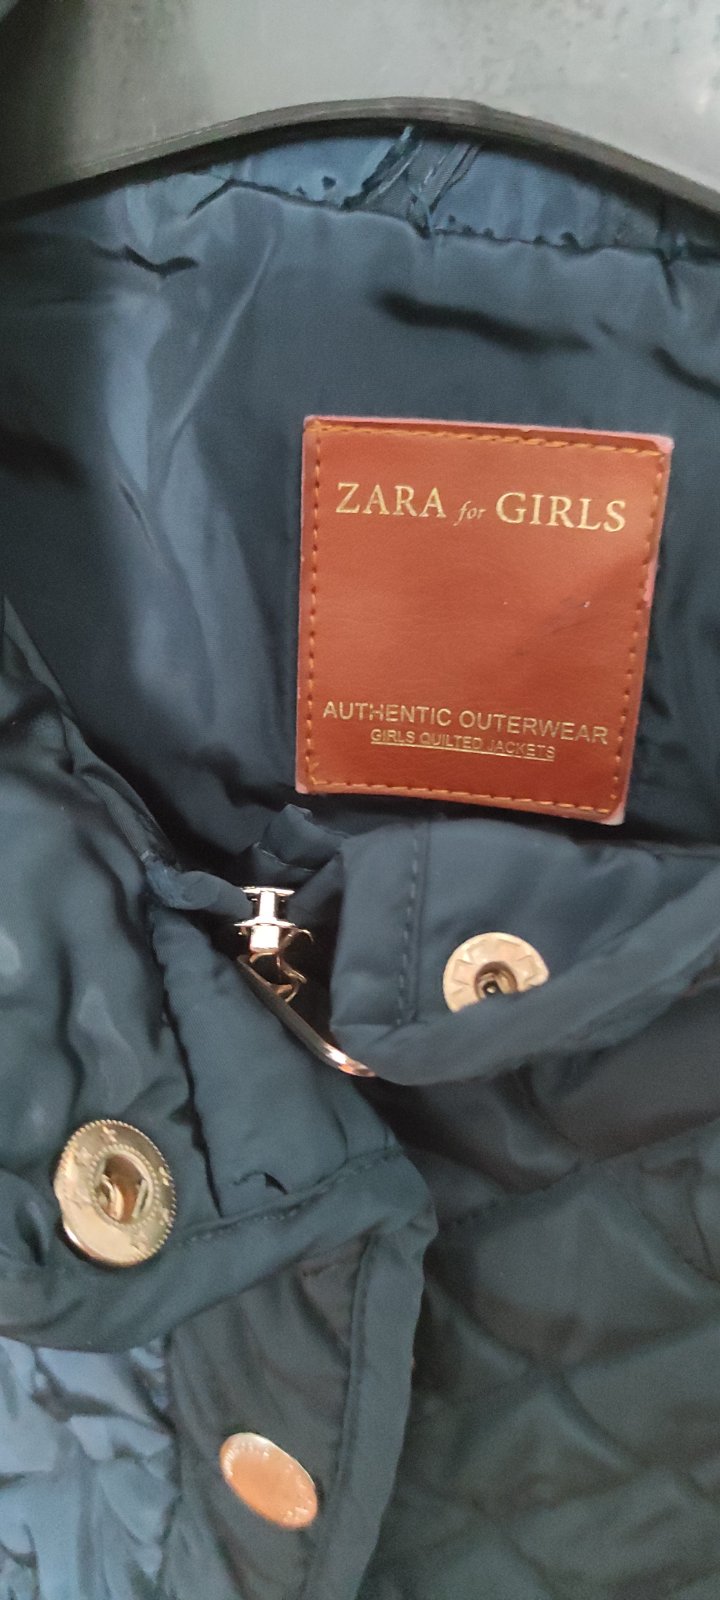 ZARA for GIRLS
AUTHENTIC OUTERWEAR
GIRLS QUILTED JACKETS